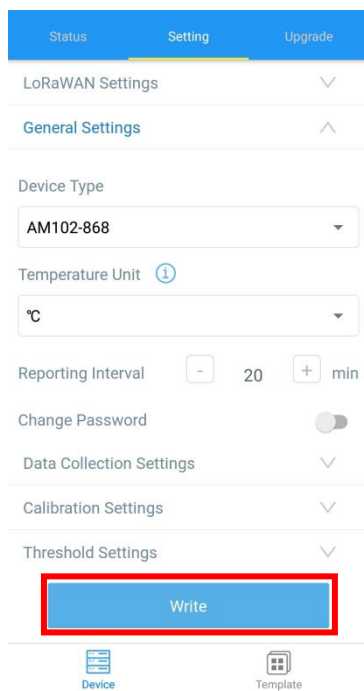 Status Setting Upgrade
LoRaWAN Settings
General Settings
Device Type
AM102-868
Temperature Unit
℃
Reporting Interval - 20 + min
Change Password
Data Collection Settings
Calibration Settings
Threshold Settings
Write
Device Template